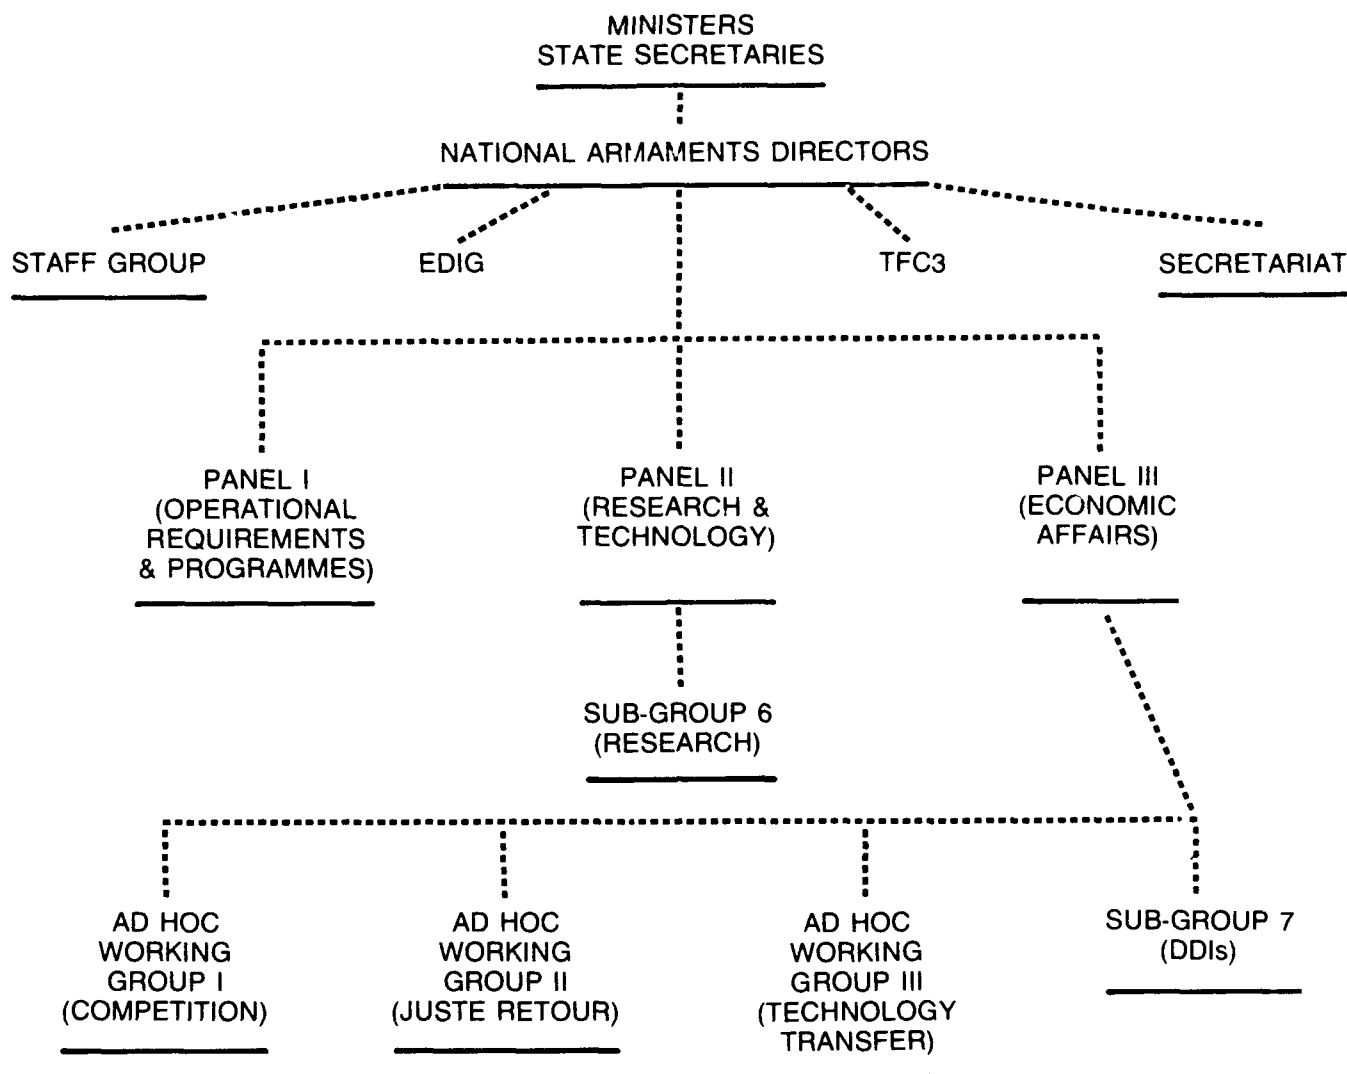 MINISTERS
STATE SECRETARIES
NATIONAL ARMAMENTS DIRECTORS
STAFF GROUP
EDIG
TFC3
SECRETARIAT
PANEL I
(OPERATIONAL
REQUIREMENTS
& PROGRAMMES)
PANEL II
(RESEARCH &
TECHNOLOGY)
PANEL III
(ECONOMIC
AFFAIRS)
SUB-GROUP 6
(RESEARCH)
AD HOC
WORKING
GROUP I
(COMPETITION)
AD HOC
WORKING
GROUP II
(JUSTE RETOUR)
AD HOC
WORKING
GROUP III
(TECHNOLOGY
TRANSFER)
SUB-GROUP 7
(DDIs)